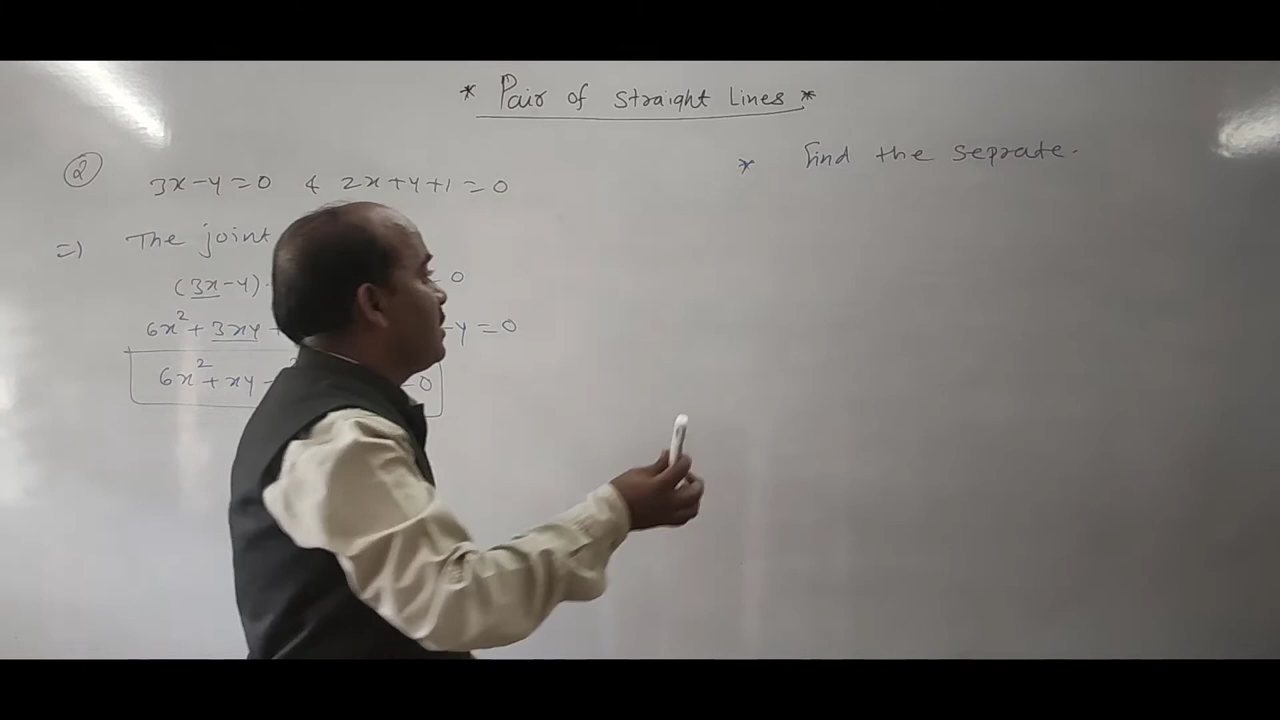 * Pair of Straight Lines *
② 3x-y=0 & 2x+y+1=0
=) The joint
(3x-y). = 0
6x² + 3xy + -y=0
6x² + xy - =0
* find the seprate.